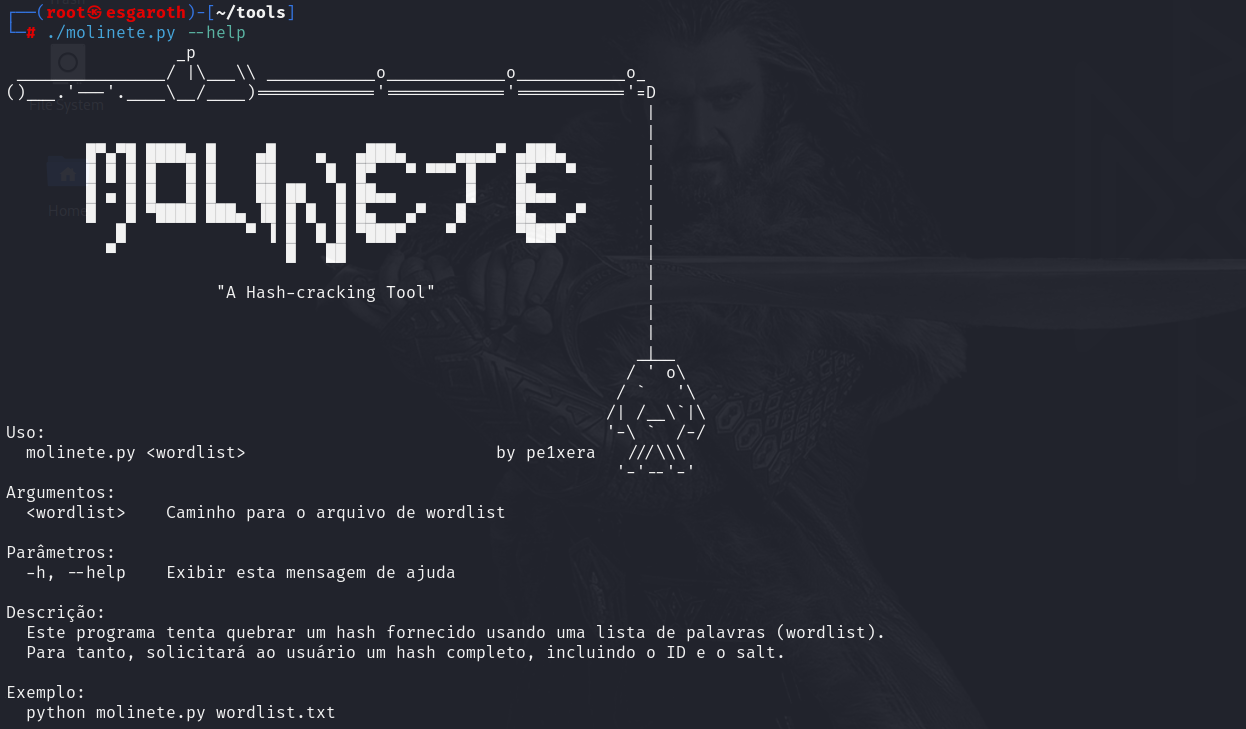 (root㉿esgaroth)-[~/tools]
# ./molinete.py --help
MOLINETE
"A Hash-cracking Tool"
Uso:
molinete.py <wordlist> by pe1xera
Argumentos:
<wordlist> Caminho para o arquivo de wordlist
Parâmetros:
-h, --help Exibir esta mensagem de ajuda
Descrição:
Este programa tenta quebrar um hash fornecido usando uma lista de palavras (wordlist).
Para tanto, solicitará ao usuário um hash completo, incluindo o ID e o salt.
Exemplo:
python molinete.py wordlist.txt
File System
Home